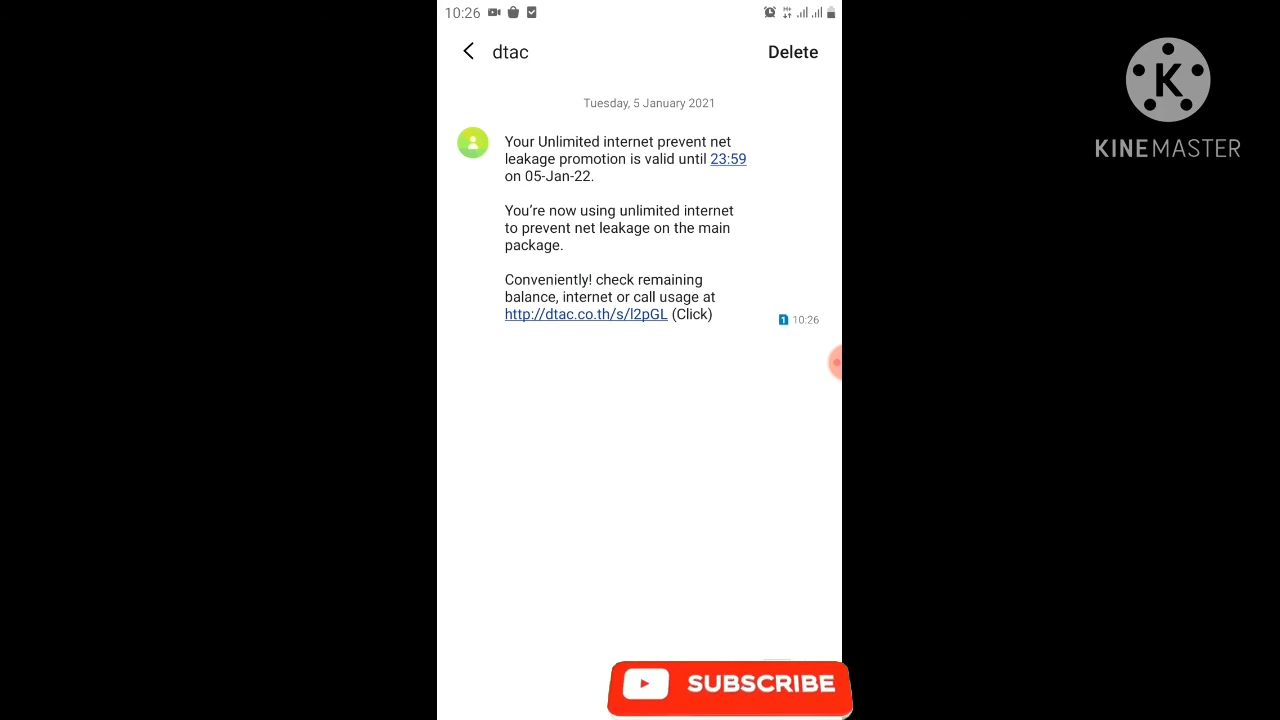 10:26
dtac
Delete
Tuesday, 5 January 2021
Your Unlimited internet prevent net
leakage promotion is valid until 23:59
on 05-Jan-22.
You're now using unlimited internet
to prevent net leakage on the main
package.
Conveniently! check remaining
balance, internet or call usage at
http://dtac.co.th/s/l2pGL (Click)
1 10:26
K
KINEMASTER
SUBSCRIBE